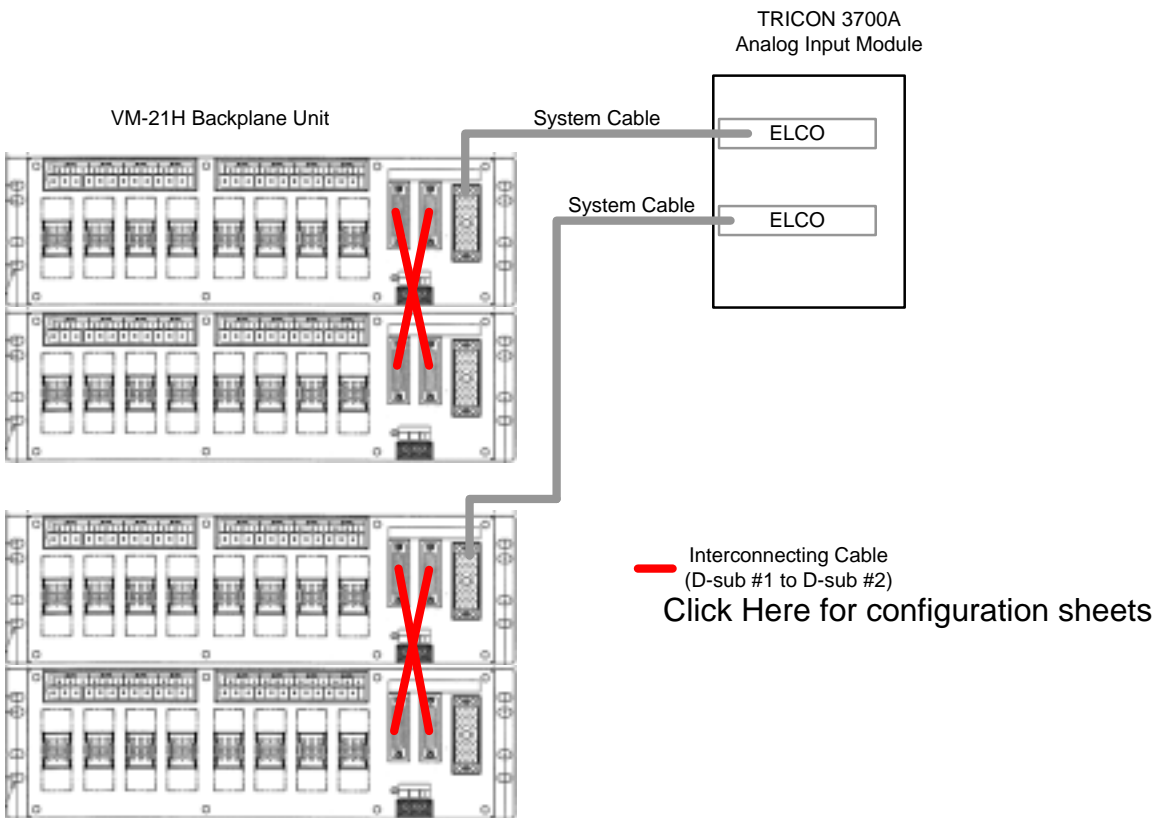 TRICON 3700A
Analog Input Module
VM-21H Backplane Unit
System Cable
ELCO
System Cable
ELCO
Interconnecting Cable
(D-sub #1 to D-sub #2)
Click Here for configuration sheets